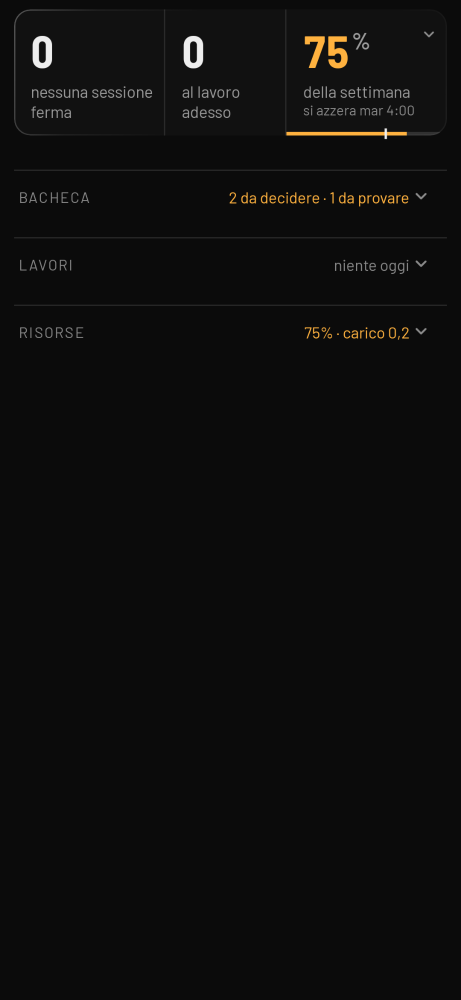 0
nessuna sessione
ferma
0
al lavoro
adesso
75%
della settimana
si azzera mar 4:00
BACHECA
2 da decidere · 1 da provare
LAVORI
niente oggi
RISORSE
75% · carico 0,2